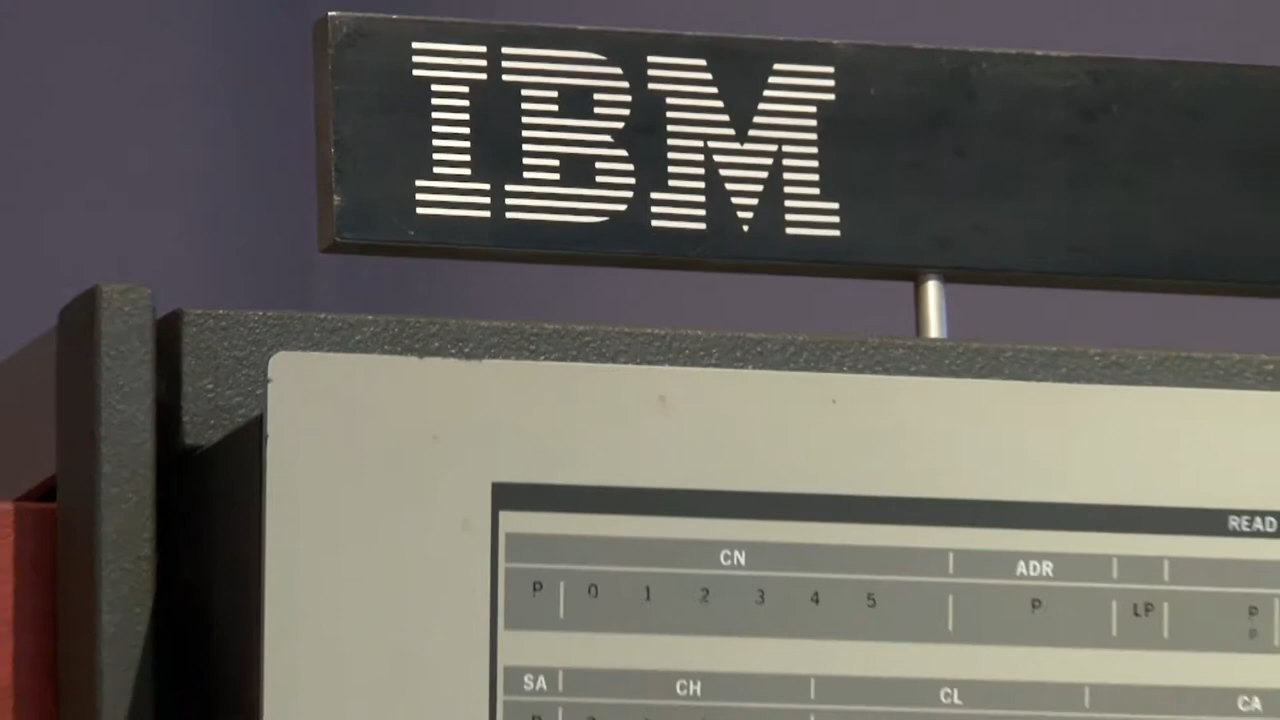 IBM
READ
CN ADR
P 0 1 2 3 4 5 P LP P
P
SA CH CL CA